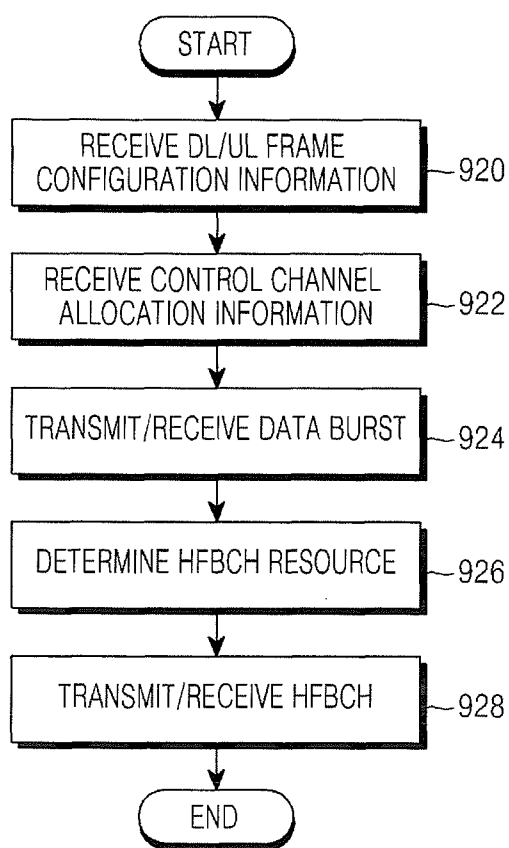 START
RECEIVE DL/UL FRAME
CONFIGURATION INFORMATION
920
RECEIVE CONTROL CHANNEL
ALLOCATION INFORMATION
922
TRANSMIT/RECEIVE DATA BURST
924
DETERMINE HFBCH RESOURCE
926
TRANSMIT/RECEIVE HFBCH
928
END